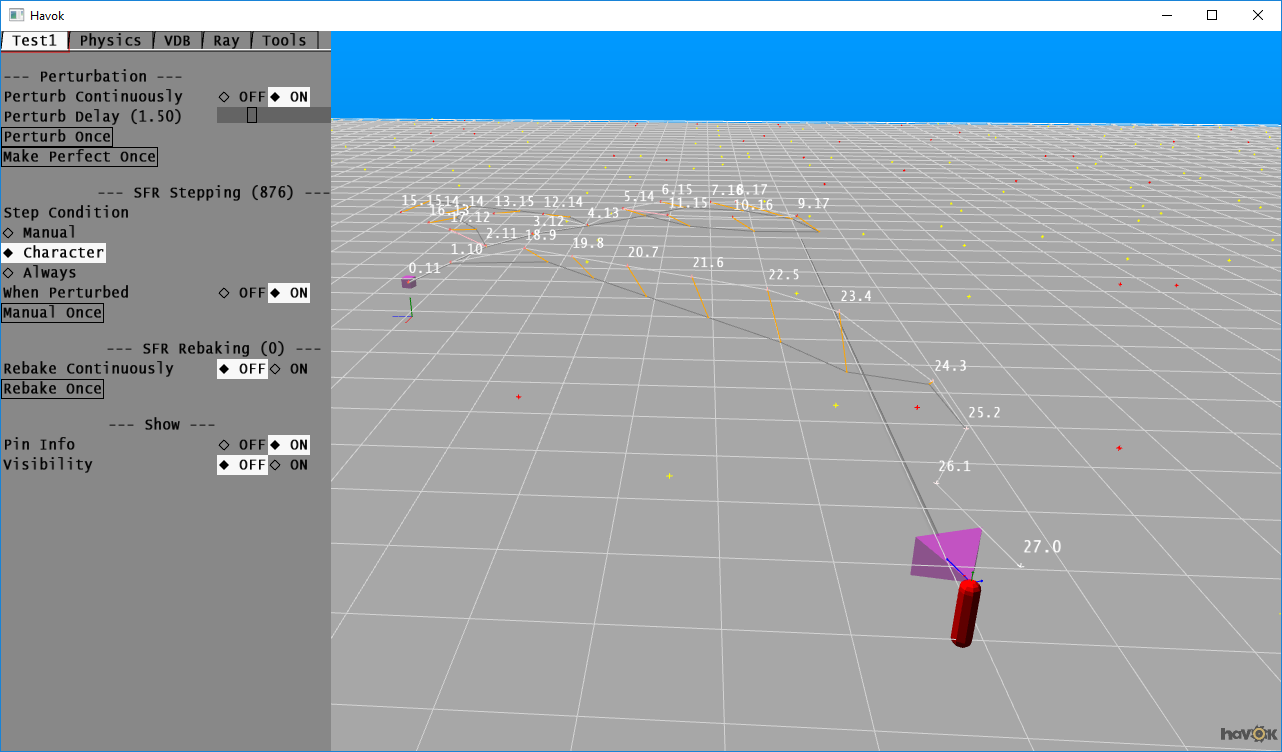 Havok
Test1 Physics VDB Ray Tools
--- Perturbation ---
Perturb Continuously OFF ON
Perturb Delay (1.50)
Perturb Once
Make Perfect Once
--- SFR Stepping (876) ---
Step Condition
Manual
Character
Always
When Perturbed OFF ON
Manual Once
--- SFR Rebaking (0) ---
Rebake Continuously OFF ON
Rebake Once
--- Show ---
Pin Info OFF ON
Visibility OFF ON
6.15 7.16 8.17
5.14
15.15 14.14 13.15 12.14 11.15 10.16 9.17
16.13 4.13
17.12 3.12
2.11 18.9
1.10 19.8
20.7
0.11 21.6
22.5
23.4
24.3
25.2
26.1
27.0
havok